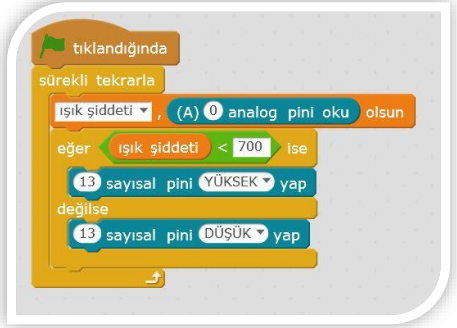 tıklandığında
sürekli tekrarla
ışık şiddeti , (A) 0 analog pini oku olsun
eğer ışık şiddeti < 700 ise
13 sayısal pini YÜKSEK yap
değilse
13 sayısal pini DÜŞÜK yap